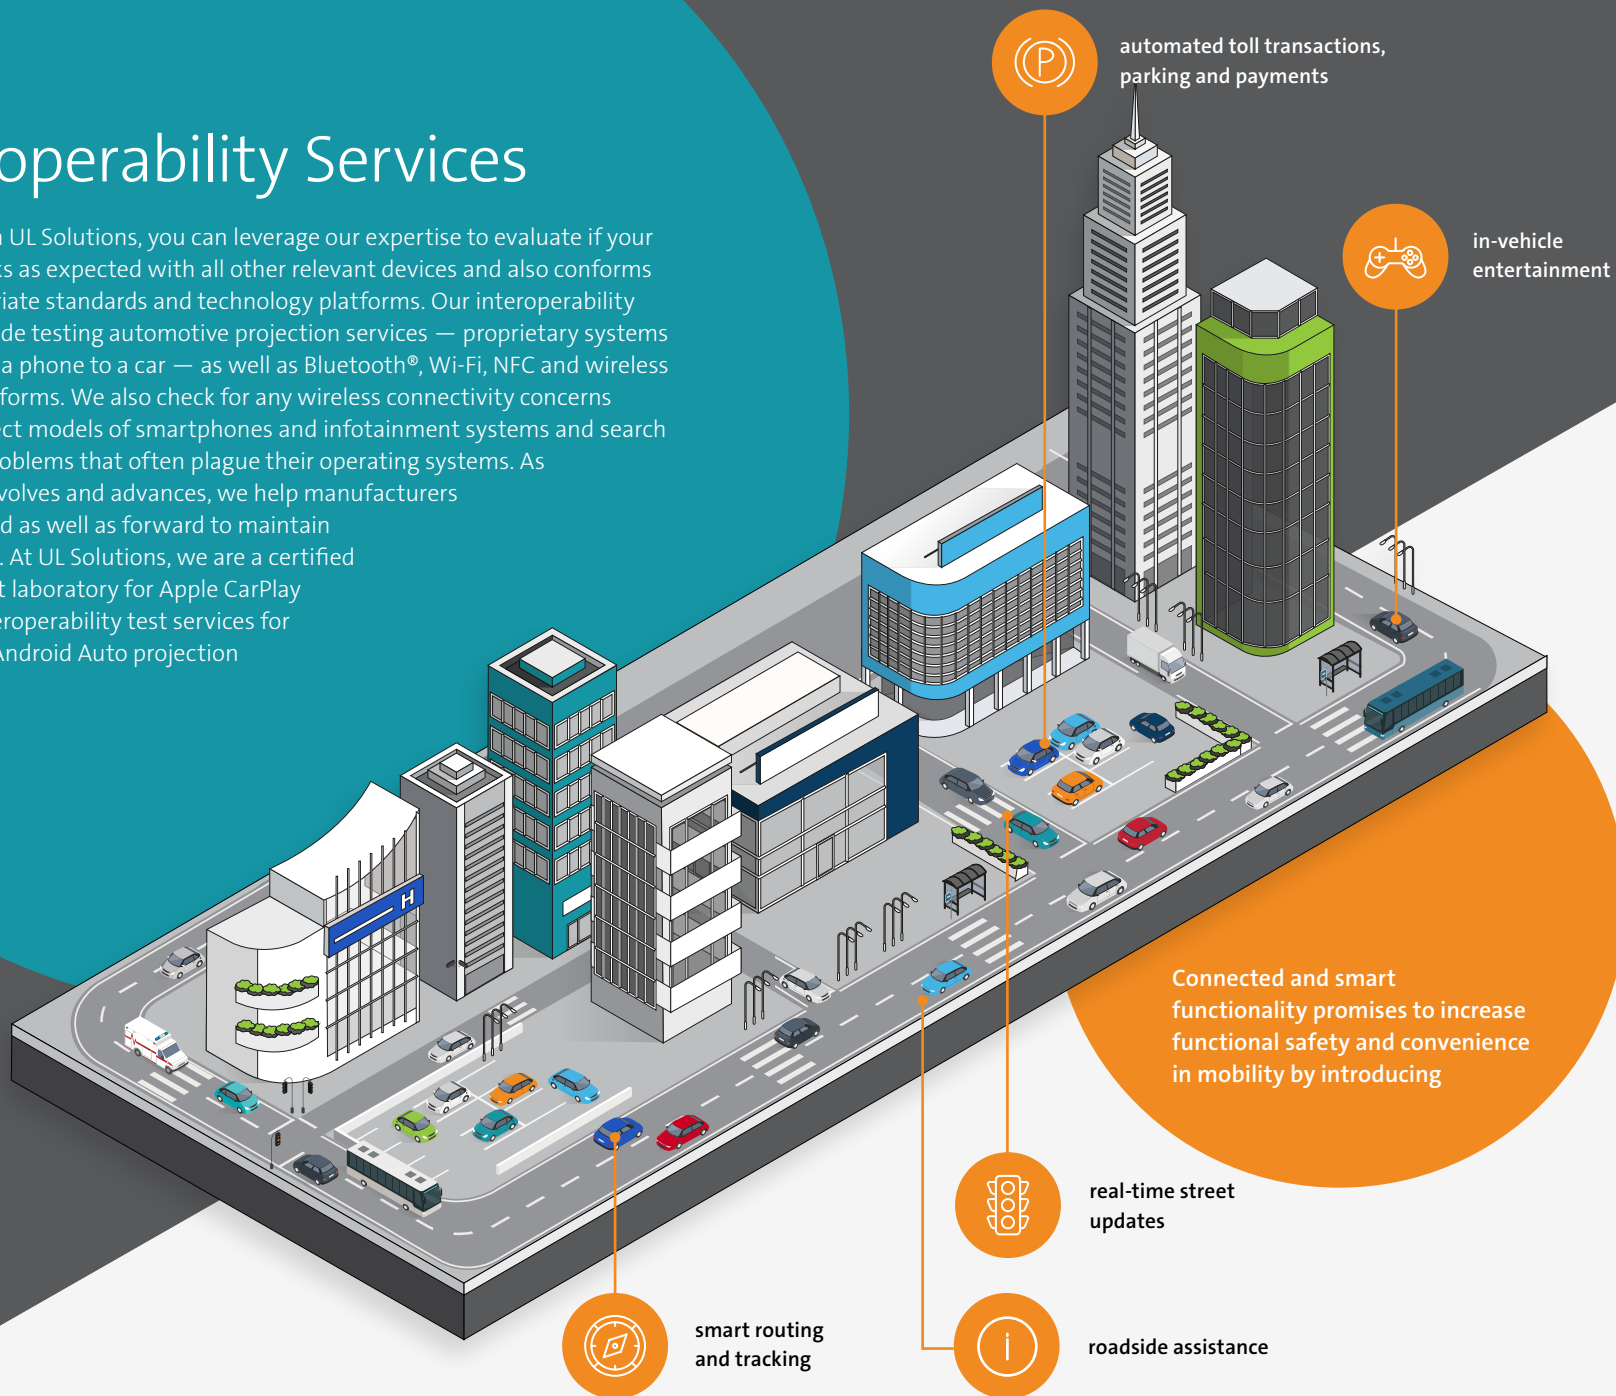 operability Services
UL Solutions, you can leverage our expertise to evaluate if your
as expected with all other relevant devices and also conforms
iate standards and technology platforms. Our interoperability
de testing automotive projection services — proprietary systems
a phone to a car — as well as Bluetooth®, Wi-Fi, NFC and wireless
forms. We also check for any wireless connectivity concerns
ect models of smartphones and infotainment systems and search
oblems that often plague their operating systems. As
volves and advances, we help manufacturers
d as well as forward to maintain
. At UL Solutions, we are a certified
t laboratory for Apple CarPlay
eroperability test services for
Android Auto projection
automated toll transactions,
parking and payments
P
in-vehicle
entertainment
H
Connected and smart
functionality promises to increase
functional safety and convenience
in mobility by introducing
real-time street
updates
smart routing
and tracking
i
roadside assistance